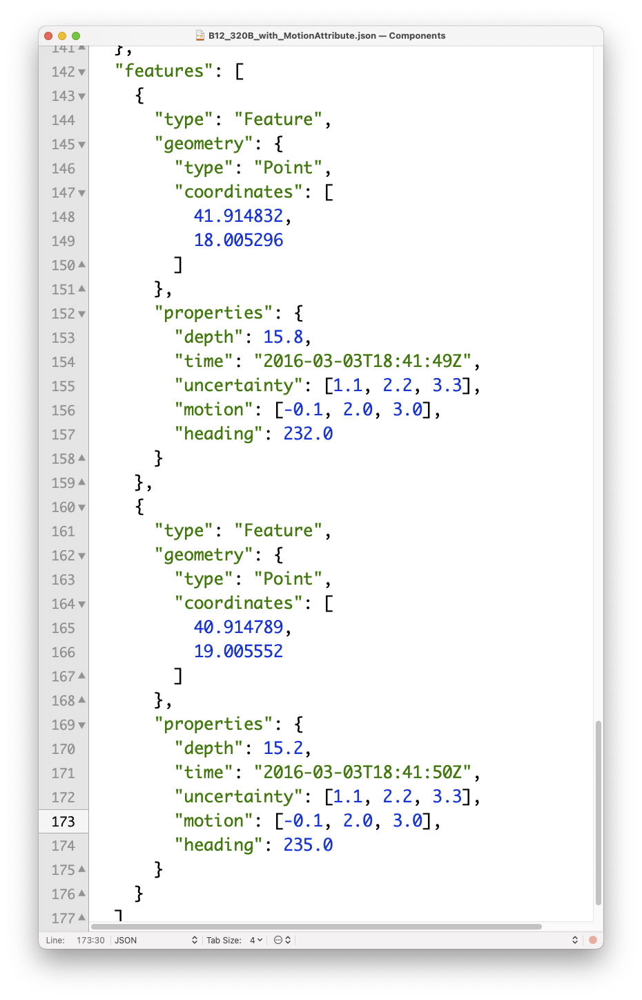 B12_320B_with_MotionAttribute.json — Components
141 },
142 "features": [
143 {
144 "type": "Feature",
145 "geometry": {
146 "type": "Point",
147 "coordinates": [
148 41.914832,
149 18.005296
150 ]
151 },
152 "properties": {
153 "depth": 15.8,
154 "time": "2016-03-03T18:41:49Z",
155 "uncertainty": [1.1, 2.2, 3.3],
156 "motion": [-0.1, 2.0, 3.0],
157 "heading": 232.0
158 }
159 },
160 {
161 "type": "Feature",
162 "geometry": {
163 "type": "Point",
164 "coordinates": [
165 40.914789,
166 19.005552
167 ]
168 },
169 "properties": {
170 "depth": 15.2,
171 "time": "2016-03-03T18:41:50Z",
172 "uncertainty": [1.1, 2.2, 3.3],
173 "motion": [-0.1, 2.0, 3.0],
174 "heading": 235.0
175 }
176 }
177 ]
Line: 173:30 JSON Tab Size: 4